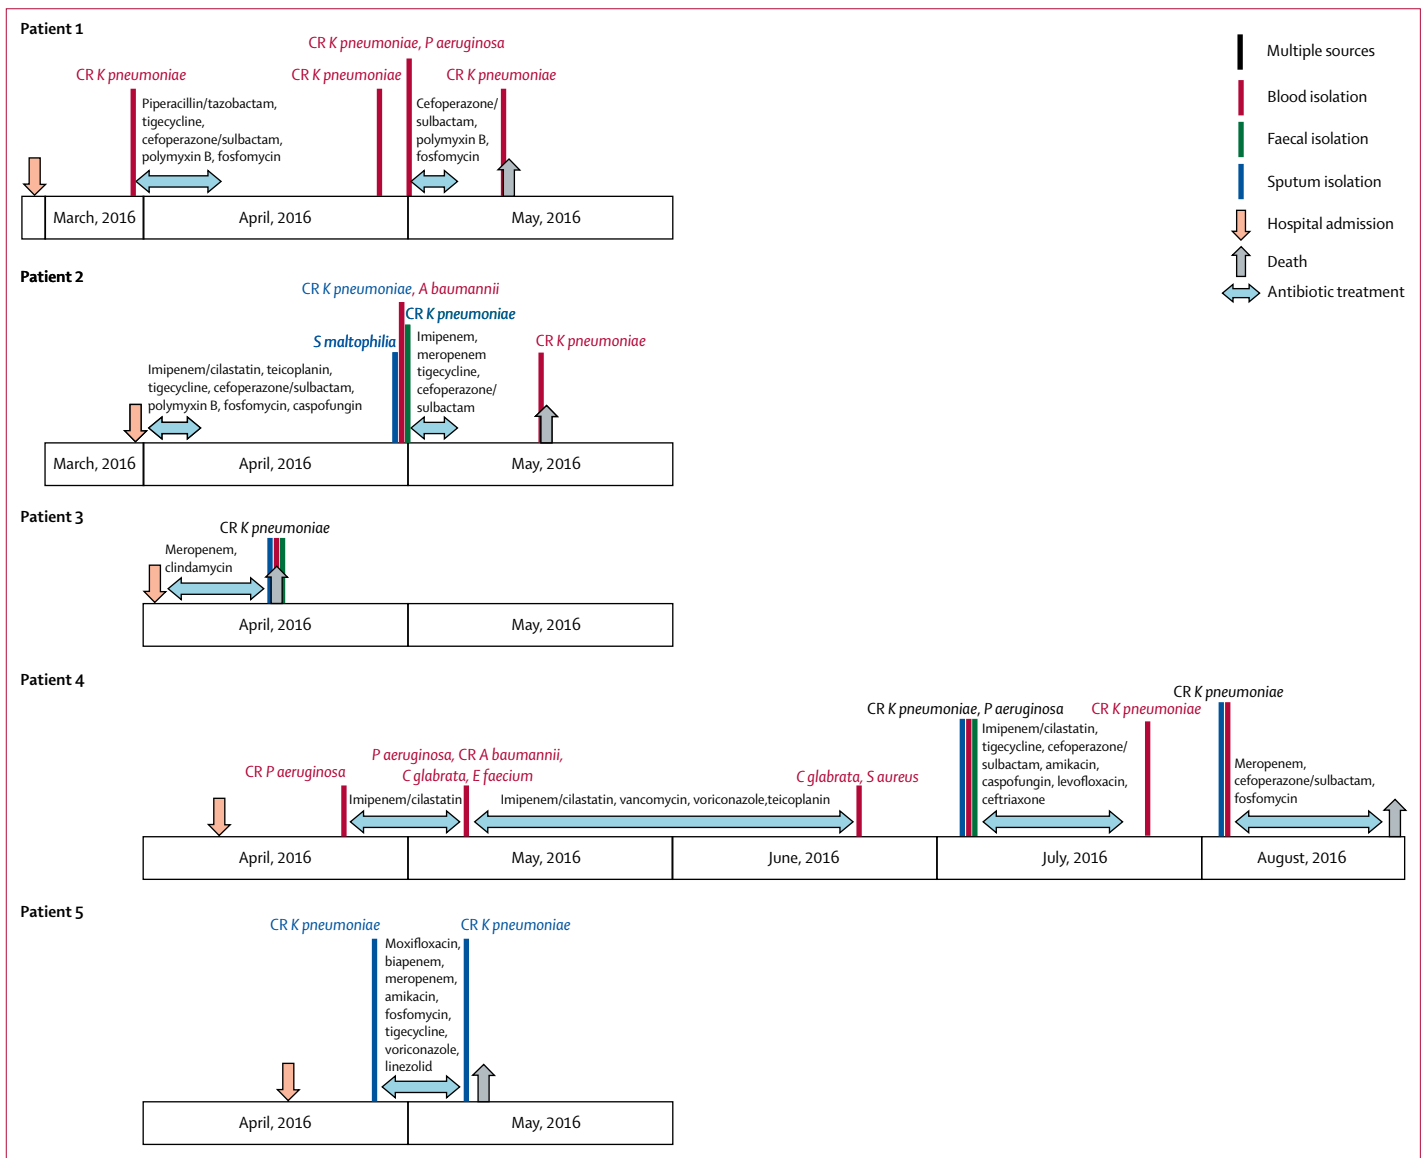 Patient 1
CR K pneumoniae, P aeruginosa
CR K pneumoniae
CR K pneumoniae
CR K pneumoniae
Piperacillin/tazobactam,
tigecycline,
cefoperazone/sulbactam,
polymyxin B, fosfomycin
Cefoperazone/
sulbactam,
polymyxin B,
fosfomycin
March, 2016
April, 2016
May, 2016
Multiple sources
Blood isolation
Faecal isolation
Sputum isolation
Hospital admission
Death
Antibiotic treatment
Patient 2
CR K pneumoniae, A baumannii
CR K pneumoniae
S maltophilia
CR K pneumoniae
Imipenem/cilastatin, teicoplanin,
tigecycline, cefoperazone/sulbactam,
polymyxin B, fosfomycin, caspofungin
Imipenem,
meropenem
tigecycline,
cefoperazone/
sulbactam
March, 2016
April, 2016
May, 2016
Patient 3
CR K pneumoniae
Meropenem,
clindamycin
April, 2016
May, 2016
Patient 4
CR P aeruginosa
P aeruginosa, CR A baumannii,
C glabrata, E faecium
C glabrata, S aureus
CR K pneumoniae, P aeruginosa
CR K pneumoniae
CR K pneumoniae
Imipenem/cilastatin
Imipenem/cilastatin, vancomycin, voriconazole,teicoplanin
Imipenem/cilastatin,
tigecycline, cefoperazone/
sulbactam, amikacin,
caspofungin, levofloxacin,
ceftriaxone
Meropenem,
cefoperazone/sulbactam,
fosfomycin
April, 2016
May, 2016
June, 2016
July, 2016
August, 2016
Patient 5
CR K pneumoniae
CR K pneumoniae
Moxifloxacin,
biapenem,
meropenem,
amikacin,
fosfomycin,
tigecycline,
voriconazole,
linezolid
April, 2016
May, 2016